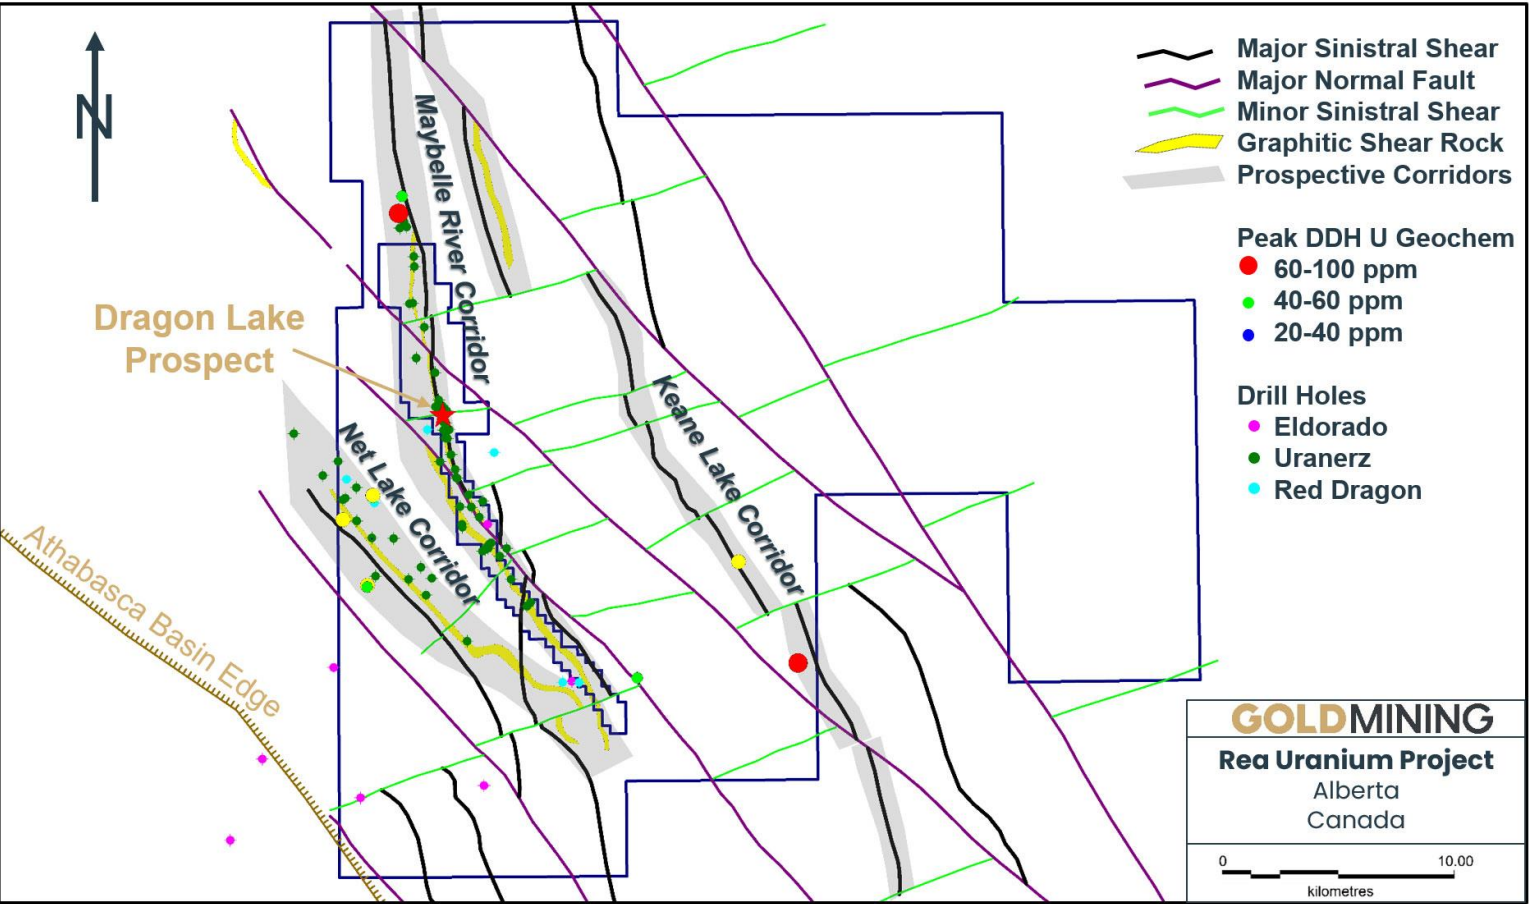 N
Major Sinistral Shear
Major Normal Fault
Minor Sinistral Shear
Graphitic Shear Rock
Prospective Corridors
Peak DDH U Geochem
60-100 ppm
40-60 ppm
20-40 ppm
Drill Holes
Eldorado
Uranerz
Red Dragon
Maybelle River Corridor
Dragon Lake
Prospect
Net Lake Corridor
Keane Lake Corridor
Athabasca Basin Edge
GOLDMINING
Rea Uranium Project
Alberta
Canada
0 10.00
kilometres